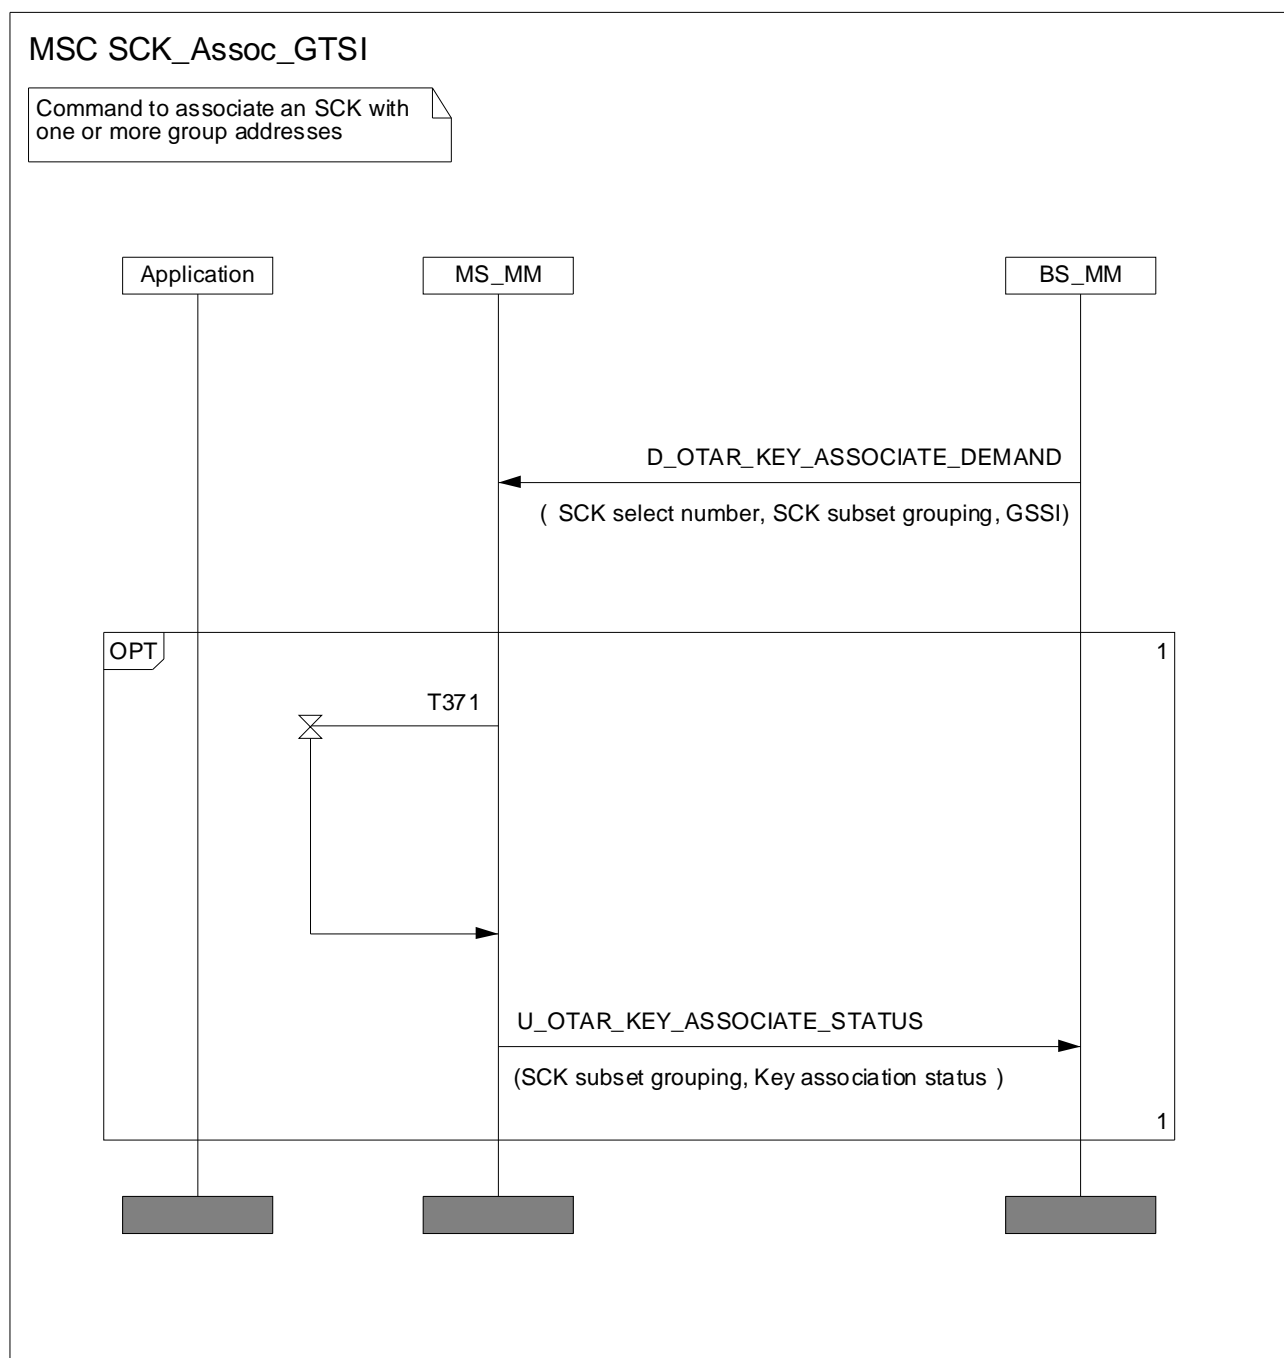 MSC SCK_Assoc_GTSI
Command to associate an SCK with
one or more group addresses
Application
MS_MM
BS_MM
D_OTAR_KEY_ASSOCIATE_DEMAND
( SCK select number, SCK subset grouping, GSSI)
OPT
1
T371
U_OTAR_KEY_ASSOCIATE_STATUS
(SCK subset grouping, Key association status )
1